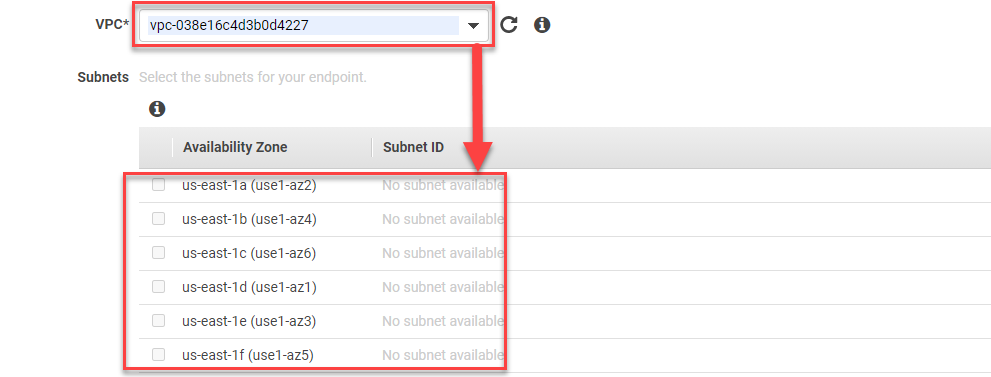 VPC* vpc-038e16c4d3b0d4227
Subnets Select the subnets for your endpoint.
Availability Zone Subnet ID
us-east-1a (use1-az2) No subnet available
us-east-1b (use1-az4) No subnet available
us-east-1c (use1-az6) No subnet available
us-east-1d (use1-az1) No subnet available
us-east-1e (use1-az3) No subnet available
us-east-1f (use1-az5) No subnet available